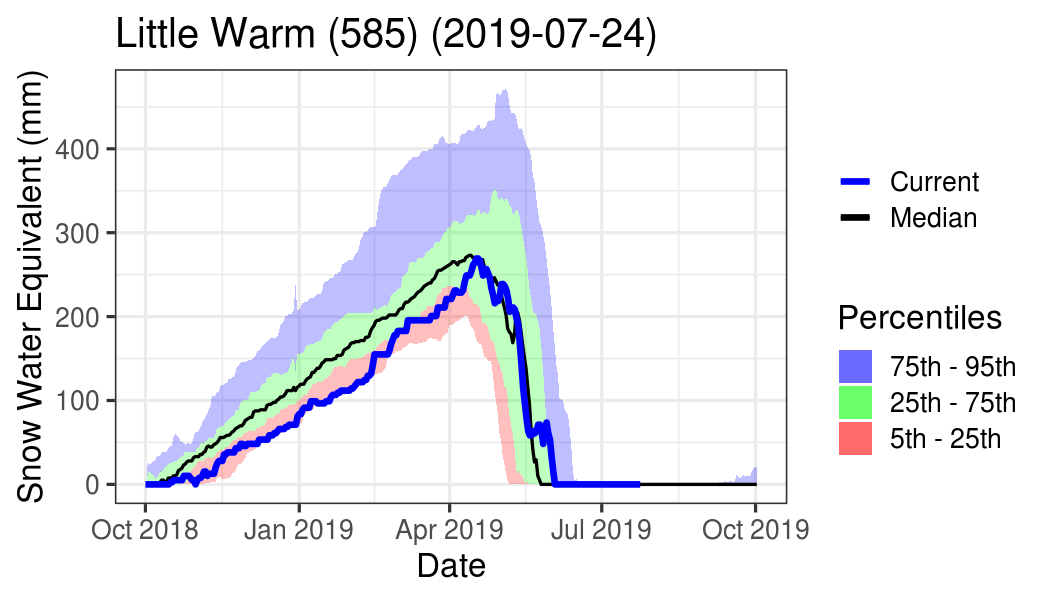 Little Warm (585) (2019-07-24)
Snow Water Equivalent (mm)
400
300
200
100
0
Oct 2018
Jan 2019
Apr 2019
Jul 2019
Oct 2019
Date
Current
Median
Percentiles
75th - 95th
25th - 75th
5th - 25th